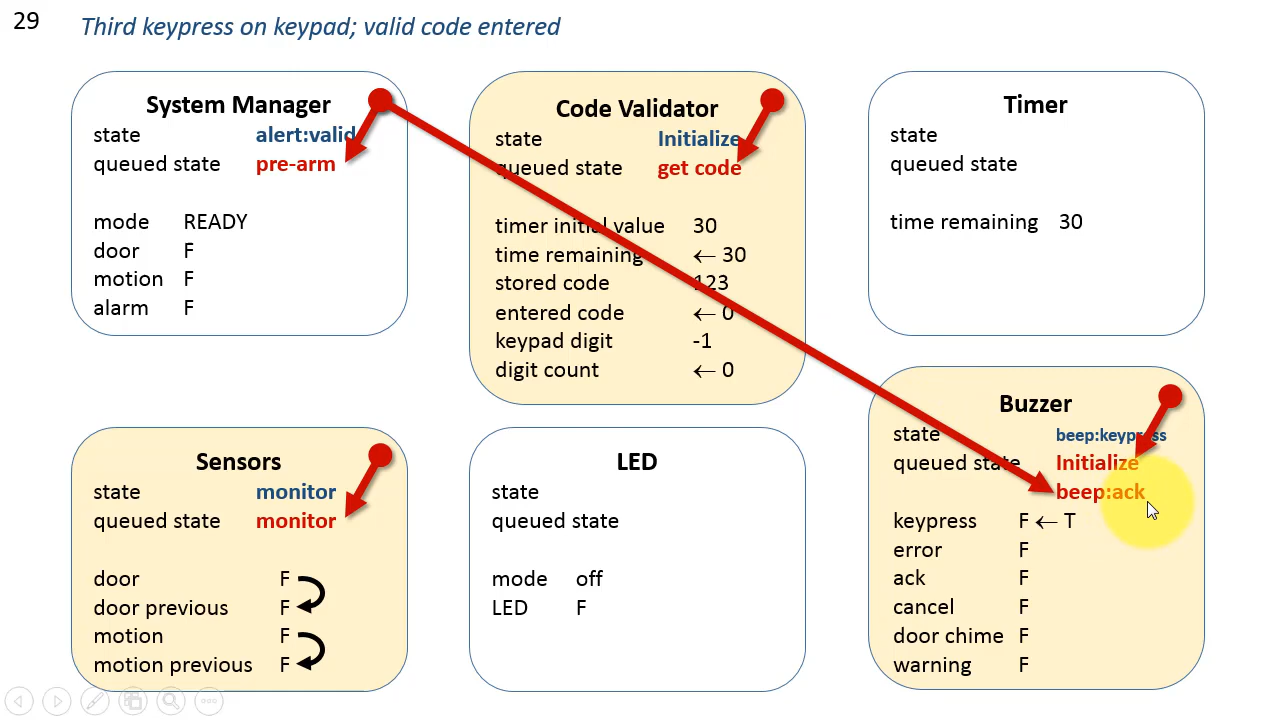 29
Third keypress on keypad; valid code entered
System Manager
state alert:valid
queued state pre-arm
mode READY
door F
motion F
alarm F
Code Validator
state Initialize
queued state get code
timer initial value 30
time remaining ← 30
stored code 123
entered code ← 0
keypad digit -1
digit count ← 0
Timer
state
queued state
time remaining 30
Sensors
state monitor
queued state monitor
door F
door previous F
motion F
motion previous F
LED
state
queued state
mode off
LED F
Buzzer
state beep:keypress
queued state Initialize
beep:ack
keypress F ← T
error F
ack F
cancel F
door chime F
warning F